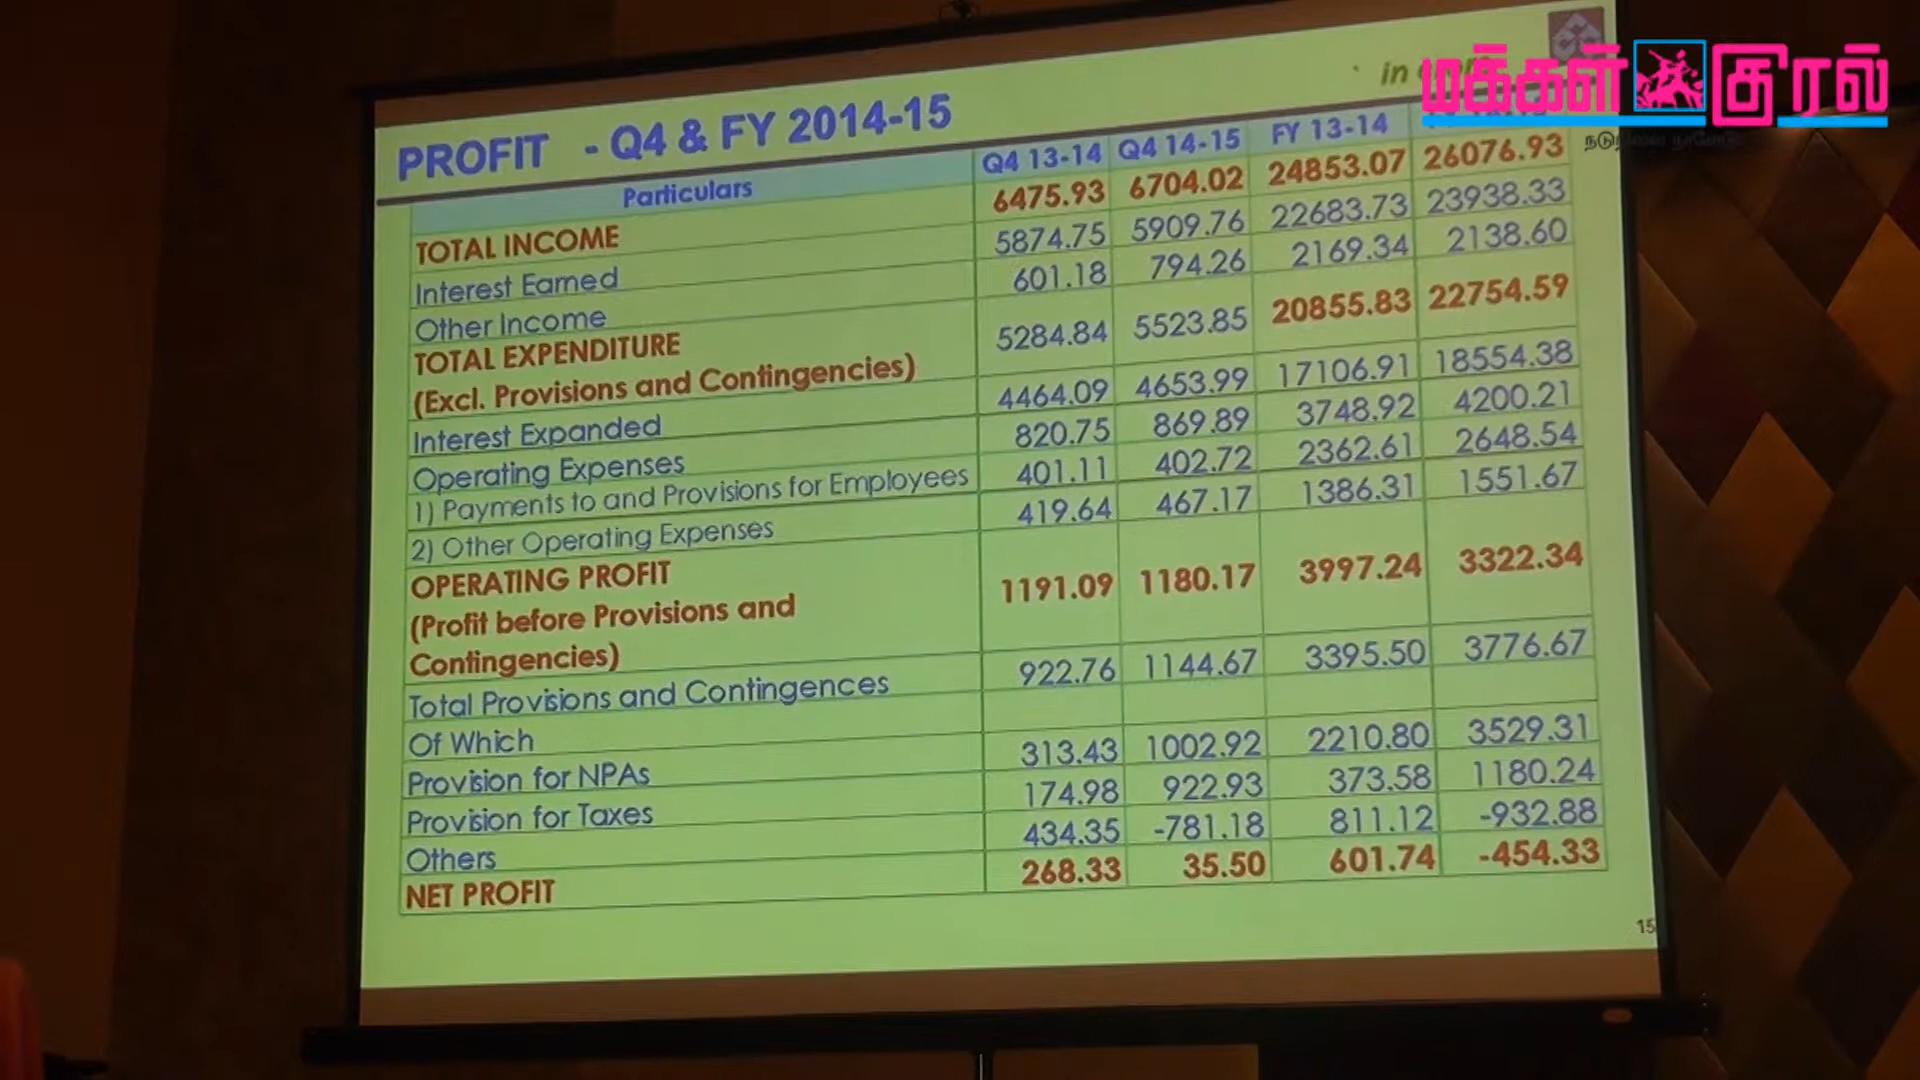 மக்கள் குரல்
PROFIT - Q4 & FY 2014-15
in
Particulars Q4 13-14 Q4 14-15 FY 13-14
TOTAL INCOME 6475.93 6704.02 24853.07 26076.93
Interest Earned 5874.75 5909.76 22683.73 23938.33
Other Income 601.18 794.26 2169.34 2138.60
TOTAL EXPENDITURE
(Excl. Provisions and Contingencies) 5284.84 5523.85 20855.83 22754.59
Interest Expanded 4464.09 4653.99 17106.91 18554.38
Operating Expenses 820.75 869.89 3748.92 4200.21
1) Payments to and Provisions for Employees 401.11 402.72 2362.61 2648.54
2) Other Operating Expenses 419.64 467.17 1386.31 1551.67
OPERATING PROFIT
(Profit before Provisions and
Contingencies) 1191.09 1180.17 3997.24 3322.34
Total Provisions and Contingences 922.76 1144.67 3395.50 3776.67
Of Which
Provision for NPAs 313.43 1002.92 2210.80 3529.31
Provision for Taxes 174.98 922.93 373.58 1180.24
Others 434.35 -781.18 811.12 -932.88
NET PROFIT 268.33 35.50 601.74 -454.33
15